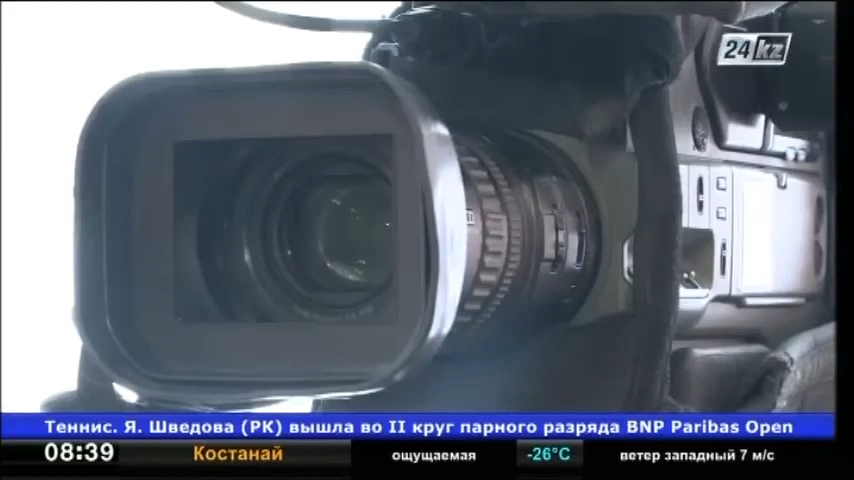 24kz
Теннис. Я. Шведова (РК) вышла во II круг парного разряда BNP Paribas Open
08:39 Костанай ощущаемая -26°C ветер западный 7 м/с